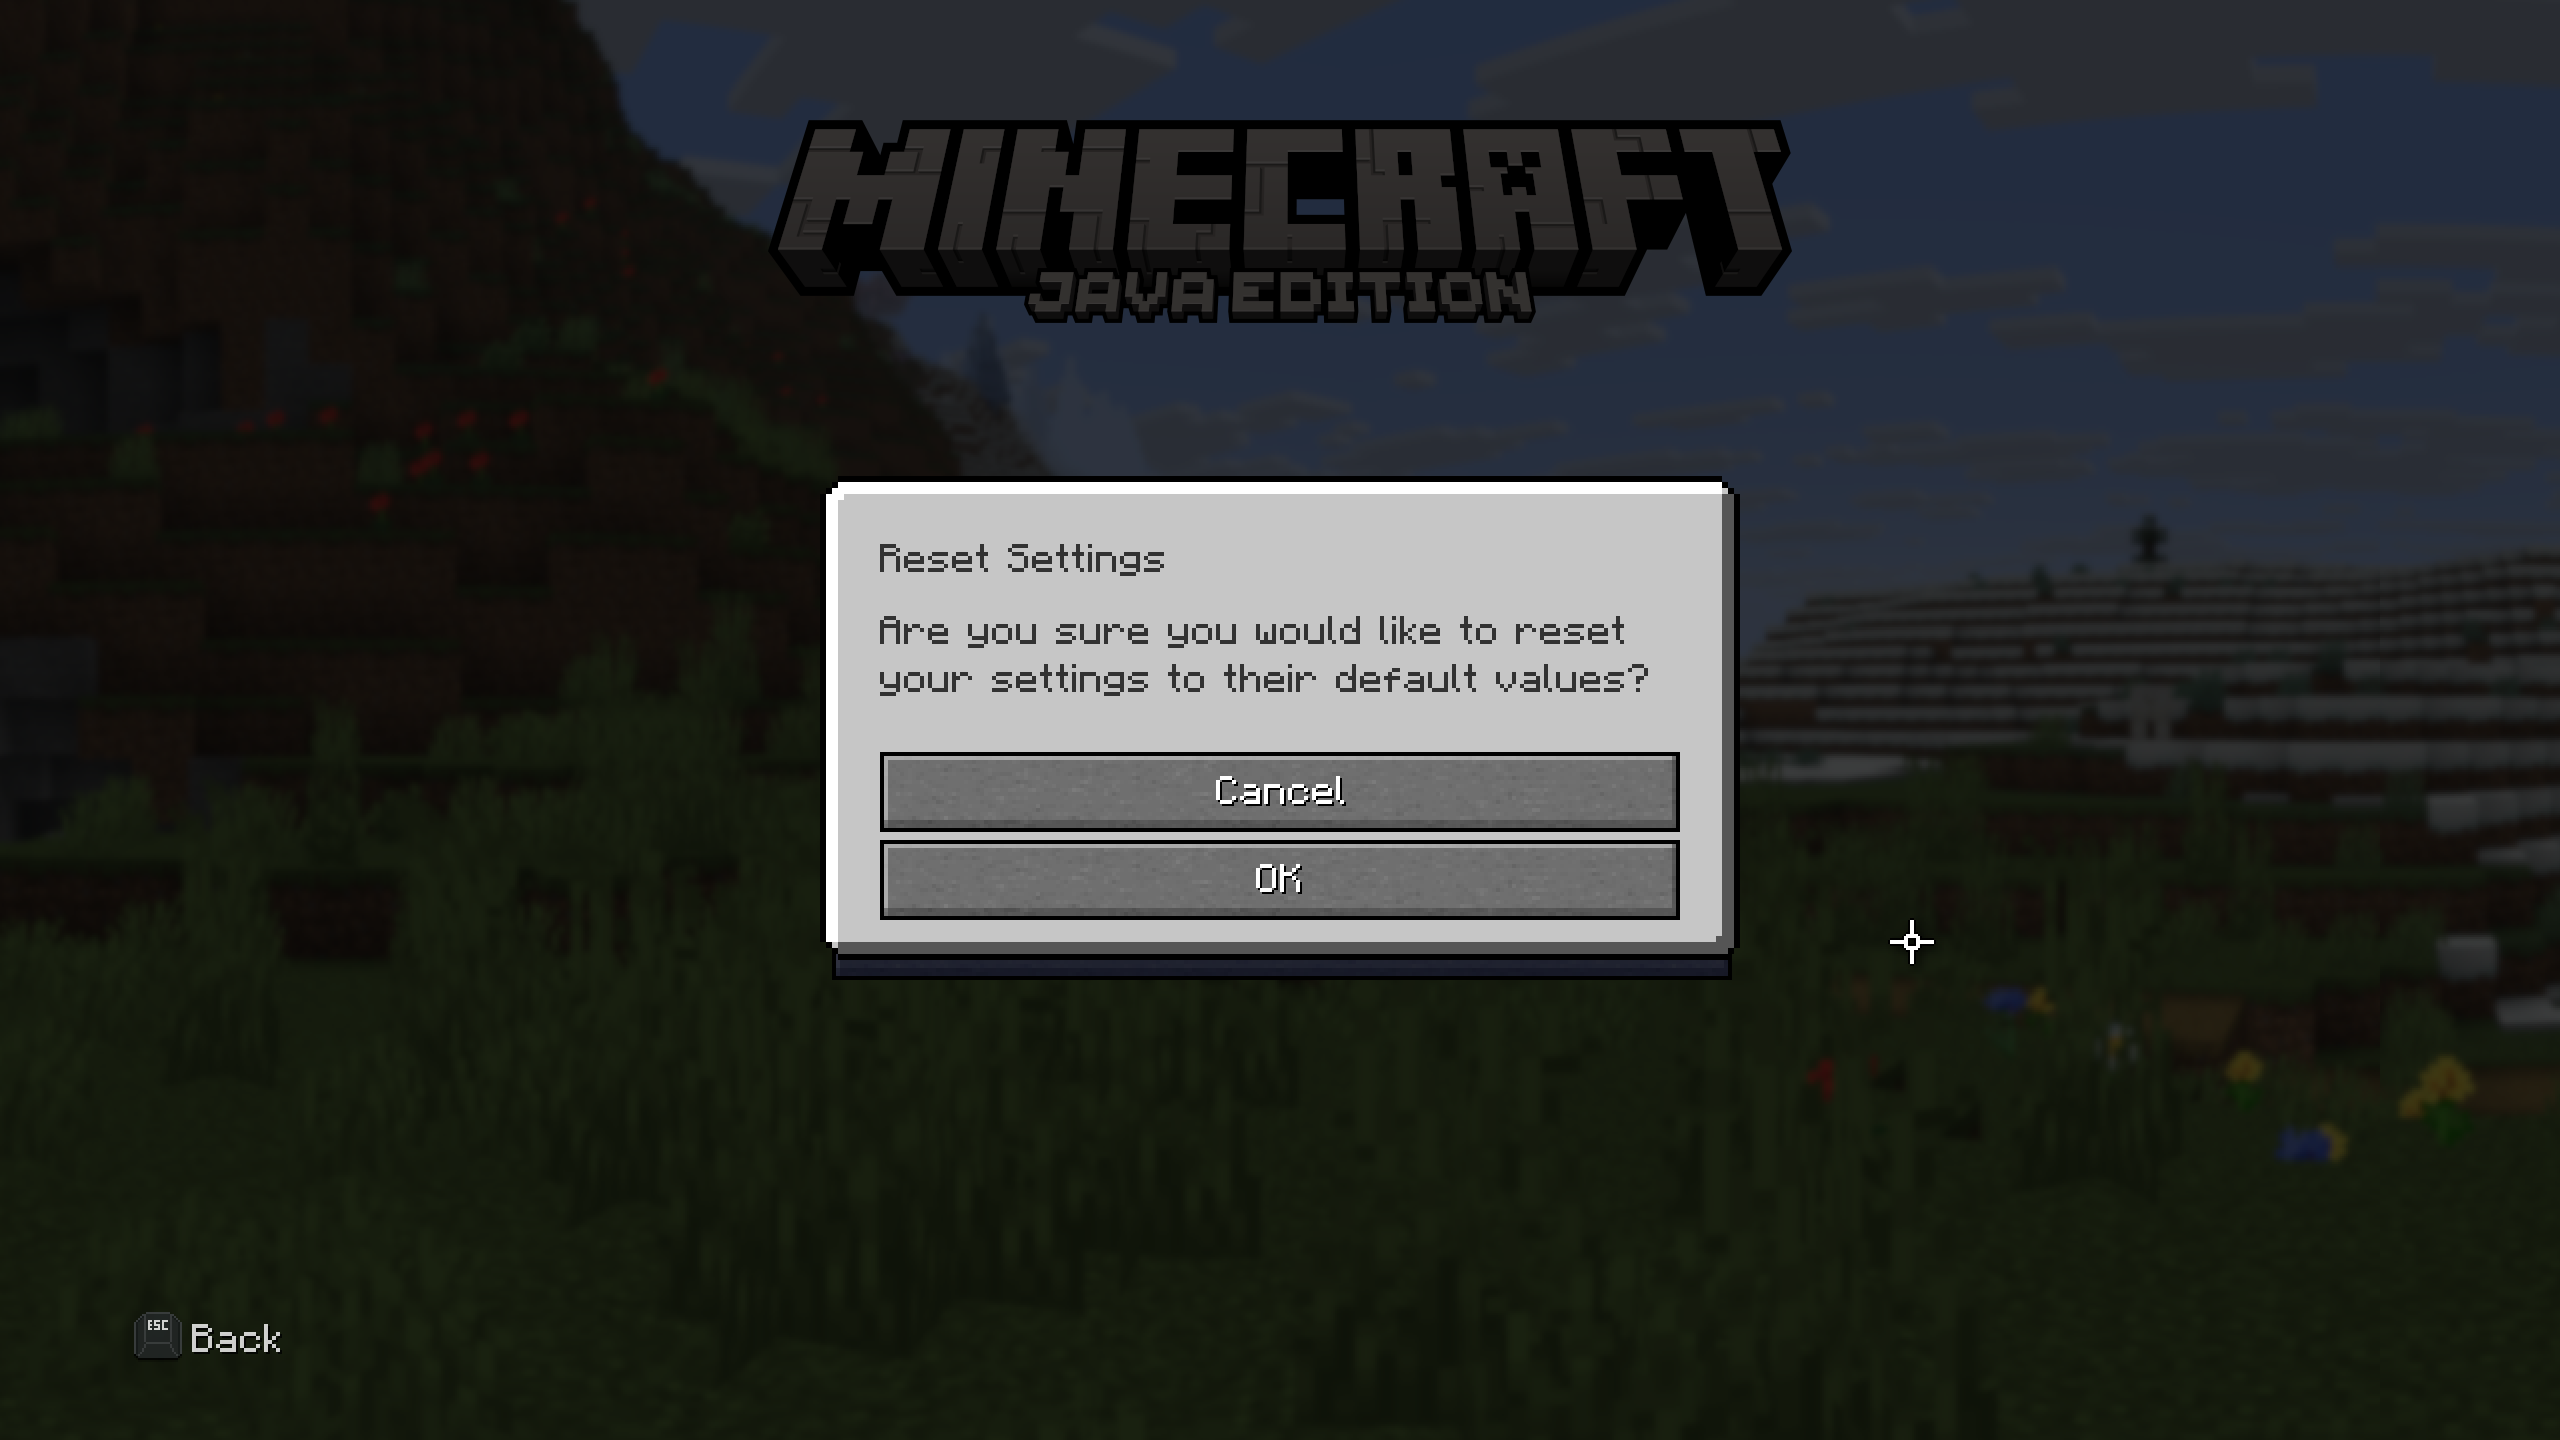 MINECRAFT
JAVA EDITION
Reset Settings
Are you sure you would like to reset
your settings to their default values?
Cancel
OK
ESC Back